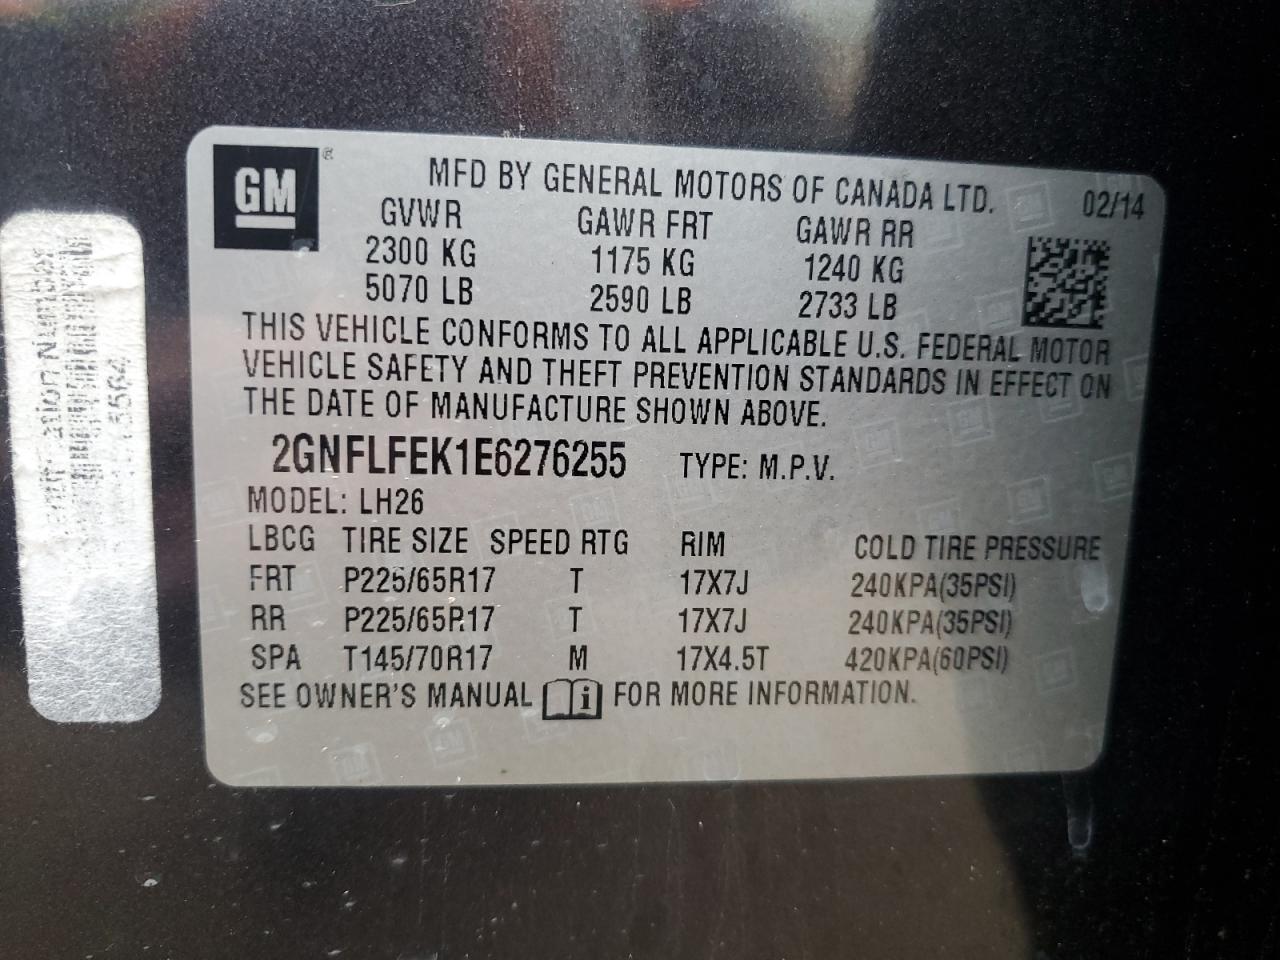 GM ®
MFD BY GENERAL MOTORS OF CANADA LTD. 02/14
GVWR GAWR FRT GAWR RR
2300 KG 1175 KG 1240 KG
5070 LB 2590 LB 2733 LB
THIS VEHICLE CONFORMS TO ALL APPLICABLE U.S. FEDERAL MOTOR
VEHICLE SAFETY AND THEFT PREVENTION STANDARDS IN EFFECT ON
THE DATE OF MANUFACTURE SHOWN ABOVE.
2GNFLFEK1E6276255 TYPE: M.P.V.
MODEL: LH26
LBCG TIRE SIZE SPEED RTG RIM COLD TIRE PRESSURE
FRT P225/65R17 T 17X7J 240KPA(35PSI)
RR P225/65R17 T 17X7J 240KPA(35PSI)
SPA T145/70R17 M 17X4.5T 420KPA(60PSI)
SEE OWNER'S MANUAL i FOR MORE INFORMATION.